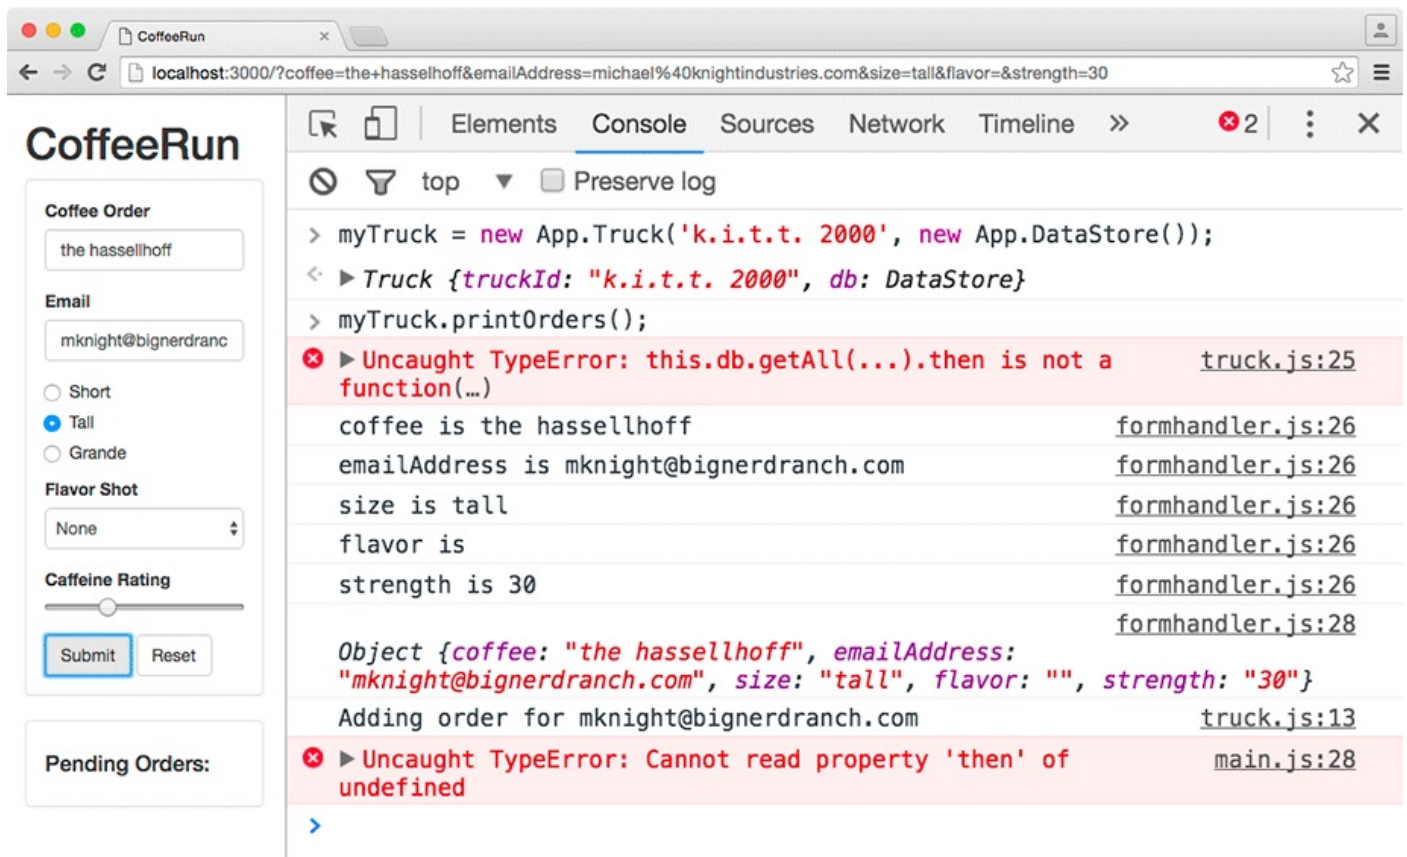 CoffeeRun
localhost:3000/?coffee=the+hasselhoff&emailAddress=michael%40knightindustries.com&size=tall&flavor=&strength=30
CoffeeRun
Coffee Order
the hassellhoff
Email
mknight@bignerdranc
Short
Tall
Grande
Flavor Shot
None
Caffeine Rating
Submit Reset
Pending Orders:
Elements Console Sources Network Timeline » 2
top Preserve log
> myTruck = new App.Truck('k.i.t.t. 2000', new App.DataStore());
Truck {truckId: "k.i.t.t. 2000", db: DataStore}
> myTruck.printOrders();
Uncaught TypeError: this.db.getAll(...).then is not a truck.js:25
function(…)
coffee is the hassellhoff formhandler.js:26
emailAddress is mknight@bignerdranch.com formhandler.js:26
size is tall formhandler.js:26
flavor is formhandler.js:26
strength is 30 formhandler.js:26
formhandler.js:28
Object {coffee: "the hassellhoff", emailAddress:
"mknight@bignerdranch.com", size: "tall", flavor: "", strength: "30"}
Adding order for mknight@bignerdranch.com truck.js:13
Uncaught TypeError: Cannot read property 'then' of main.js:28
undefined
>